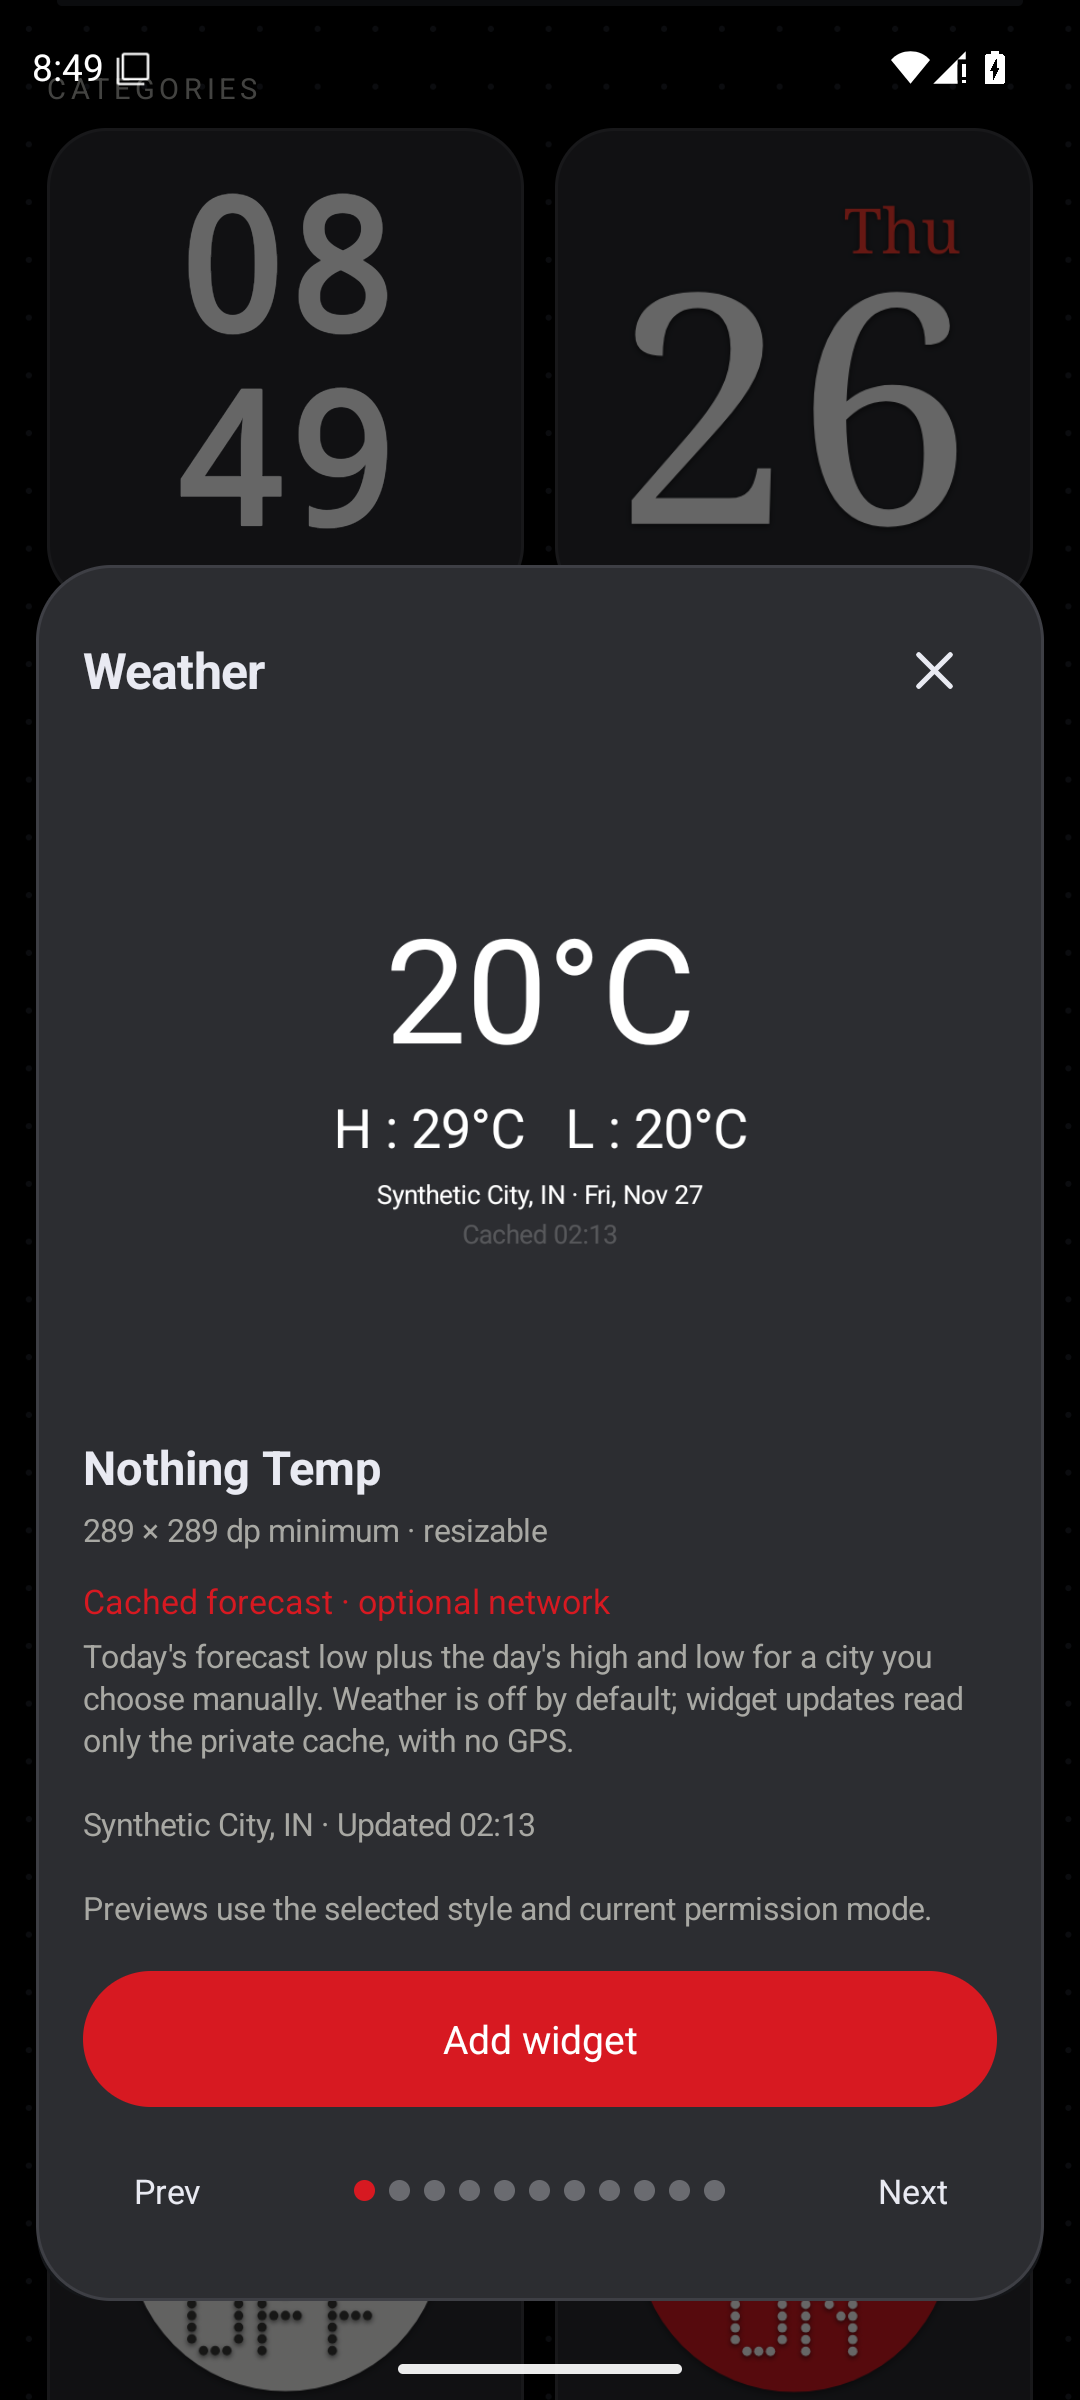 8:49
CATEGORIES
08
49
Thu
26
Weather
20°C
H : 29°C L : 20°C
Synthetic City, IN · Fri, Nov 27
Cached 02:13
Nothing Temp
289 × 289 dp minimum · resizable
Cached forecast · optional network
Today's forecast low plus the day's high and low for a city you
choose manually. Weather is off by default; widget updates read
only the private cache, with no GPS.
Synthetic City, IN · Updated 02:13
Previews use the selected style and current permission mode.
Add widget
Prev
Next
OFF